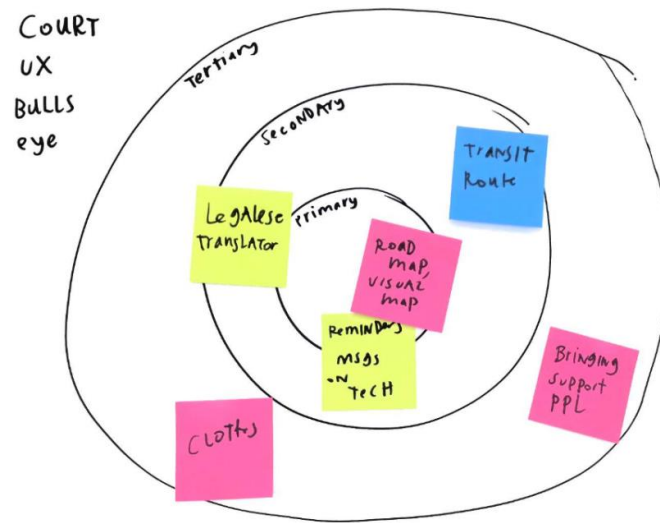 COURT
UX
BULLS
eye
Tertiary
SECONDARY
Primary
TRANSIT
Route
LegALese
TRANSLATOR
ROAD
MAP,
VISUAL
MAP
ReMINDers
MSgS
ON
TeCH
BRINGING
SUPPORT
PPL
CLOThes